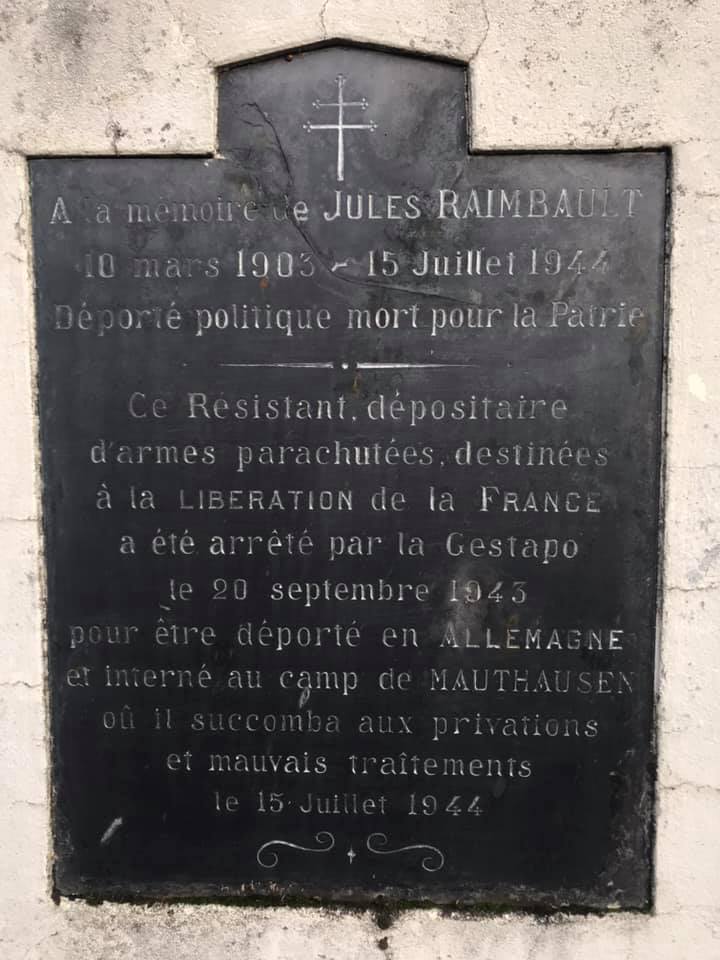 A la mémoire de JULES RAIMBAULT
10 mars 1903 - 15 Juillet 1944
Déporté politique mort pour la Patrie
Ce Résistant, dépositaire
d'armes parachutées, destinées
à la LIBERATION de la FRANCE
a été arrêté par la Gestapo
le 20 septembre 1943
pour être déporté en ALLEMAGNE
et interné au camp de MAUTHAUSEN
où il succomba aux privations
et mauvais traîtements
le 15 Juillet 1944